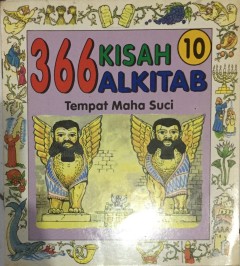 366 KISAH 10
ALKITAB
Tempat Maha Suci